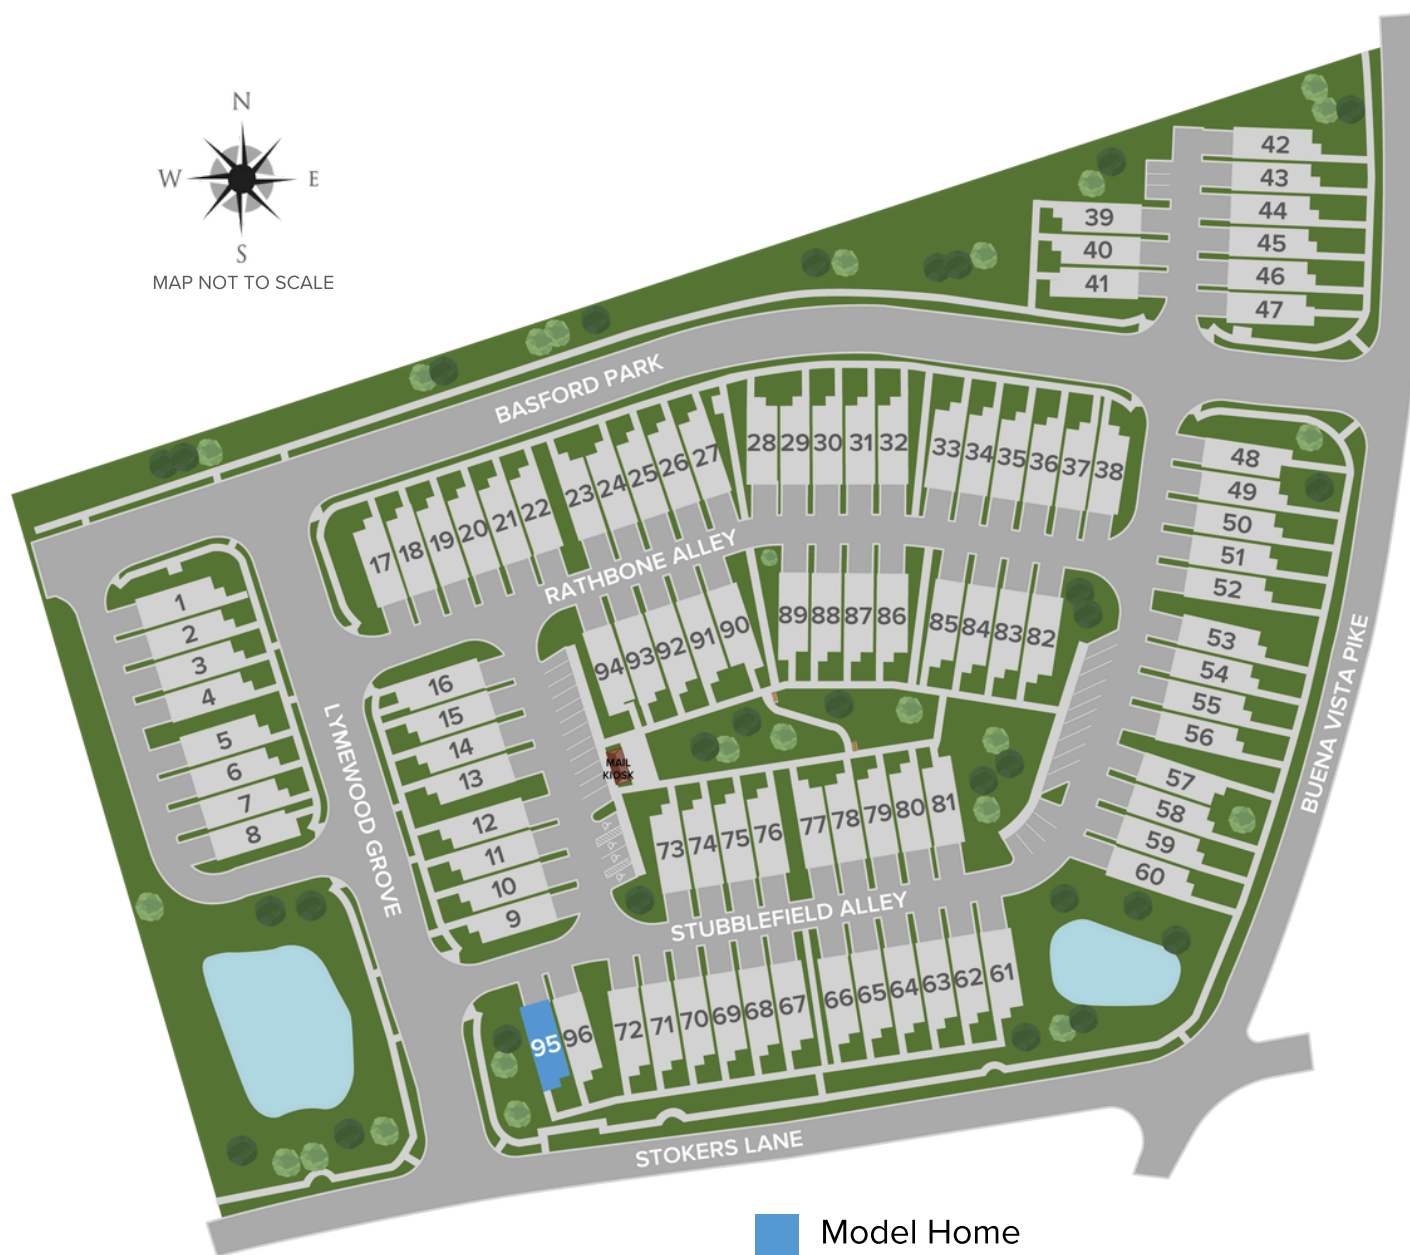 N
W E
S
MAP NOT TO SCALE
42
43
44
45
46
47
39
40
41
BASFORD PARK
17 18 19 20 21 22 23 24 25 26 27
28 29 30 31 32
33 34 35 36 37 38
48
49
50
51
52
53
54
55
56
57
58
59
60
RATHBONE ALLEY
1
2
3
4
5
6
7
8
LYMEWOOD GROVE
16
15
14
13
12
11
10
9
94 93 92 91 90
89 88 87 86
85 84 83 82
BUENA VISTA PIKE
MAIL
KIOSK
73 74 75 76
77 78 79 80 81
STUBBLEFIELD ALLEY
95 96
72 71 70 69 68 67
66 65 64 63 62 61
STOKERS LANE
Model Home